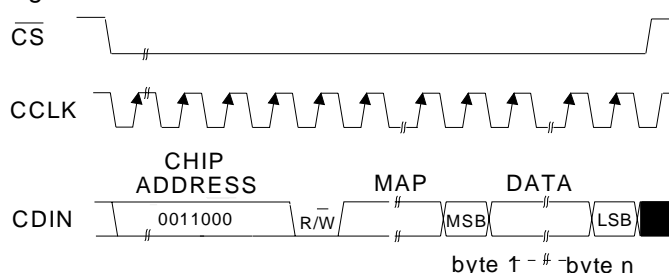 CS
CCLK
CHIP
ADDRESS
MAP
DATA
CDIN
0011000
R/W
MSB
LSB
byte 1
byte n